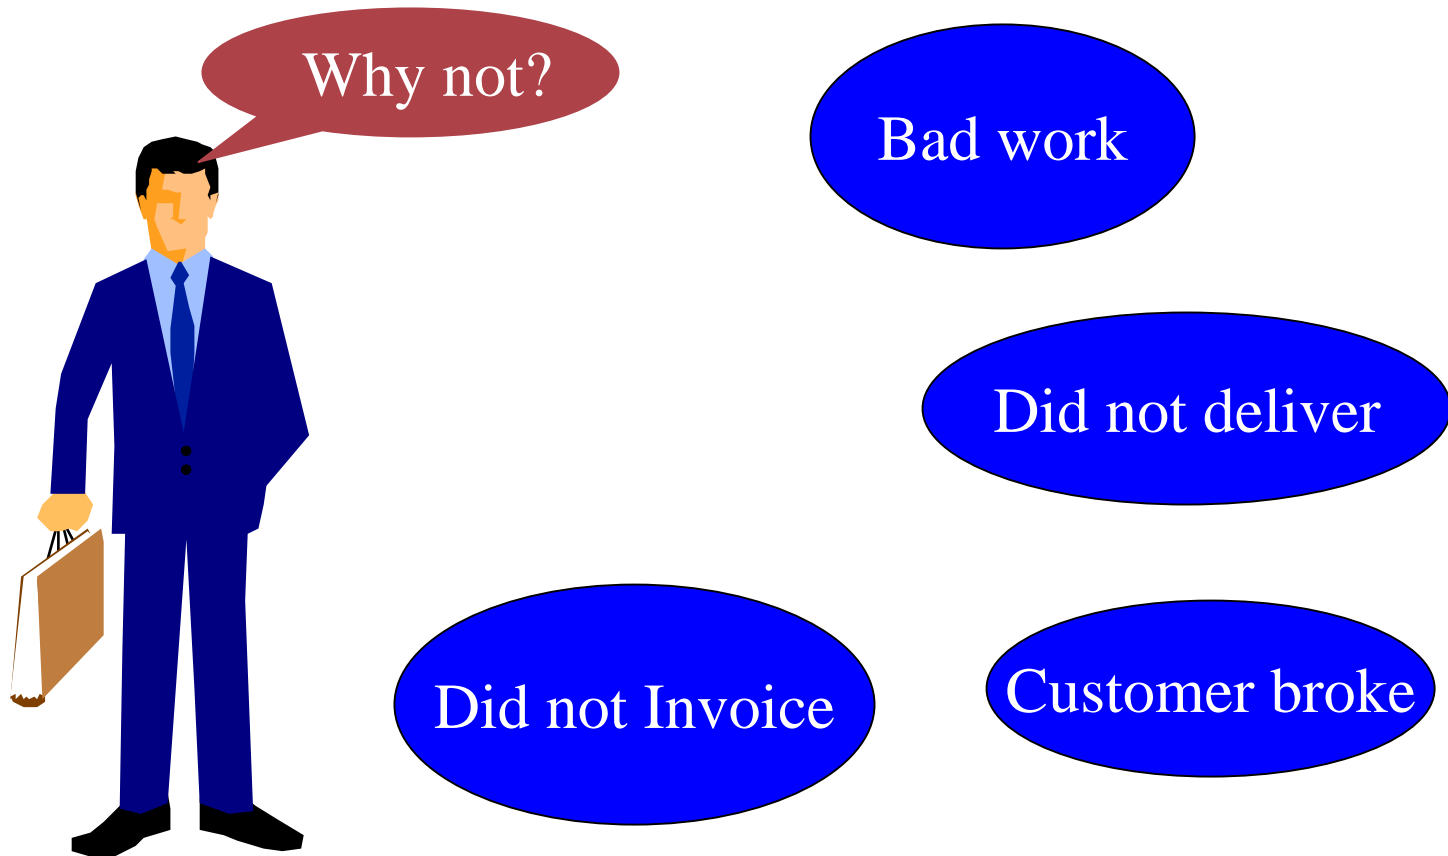 Why not?
Bad work
Did not deliver
Did not Invoice
Customer broke